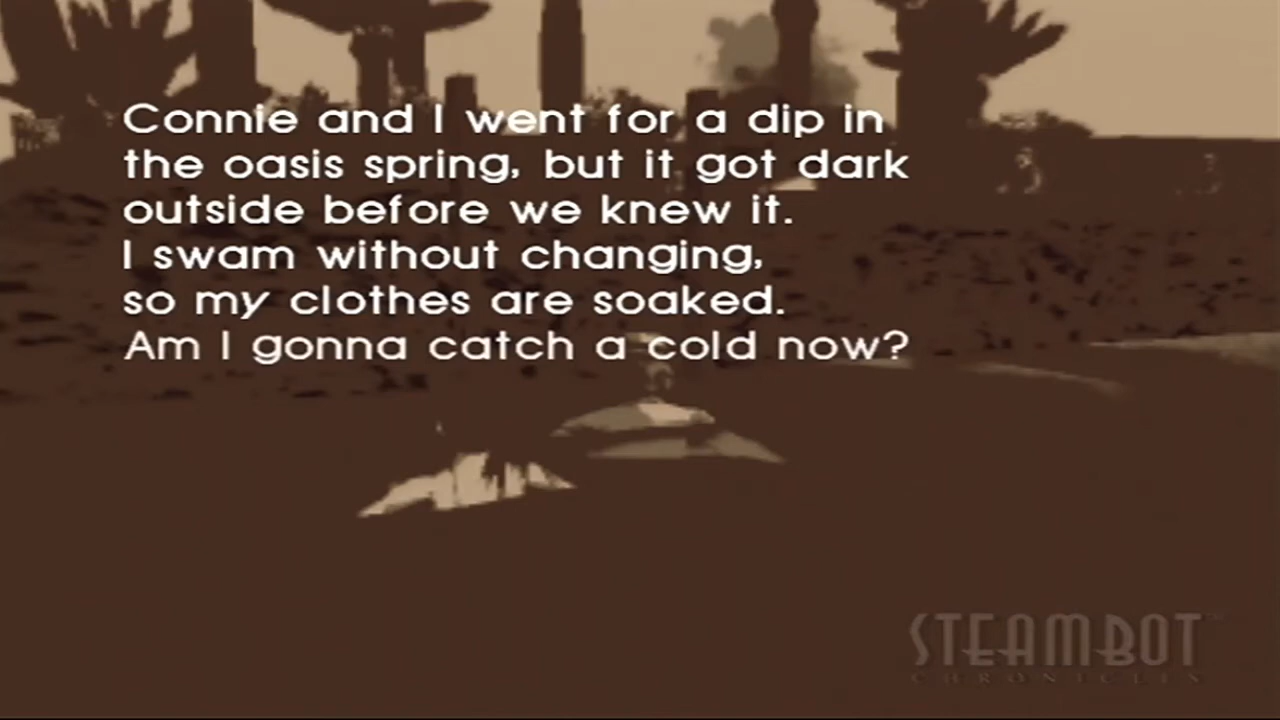 Connie and I went for a dip in
the oasis spring, but it got dark
outside before we knew it.
I swam without changing,
so my clothes are soaked.
Am I gonna catch a cold now?
STEAMBOT
CHRONICLES